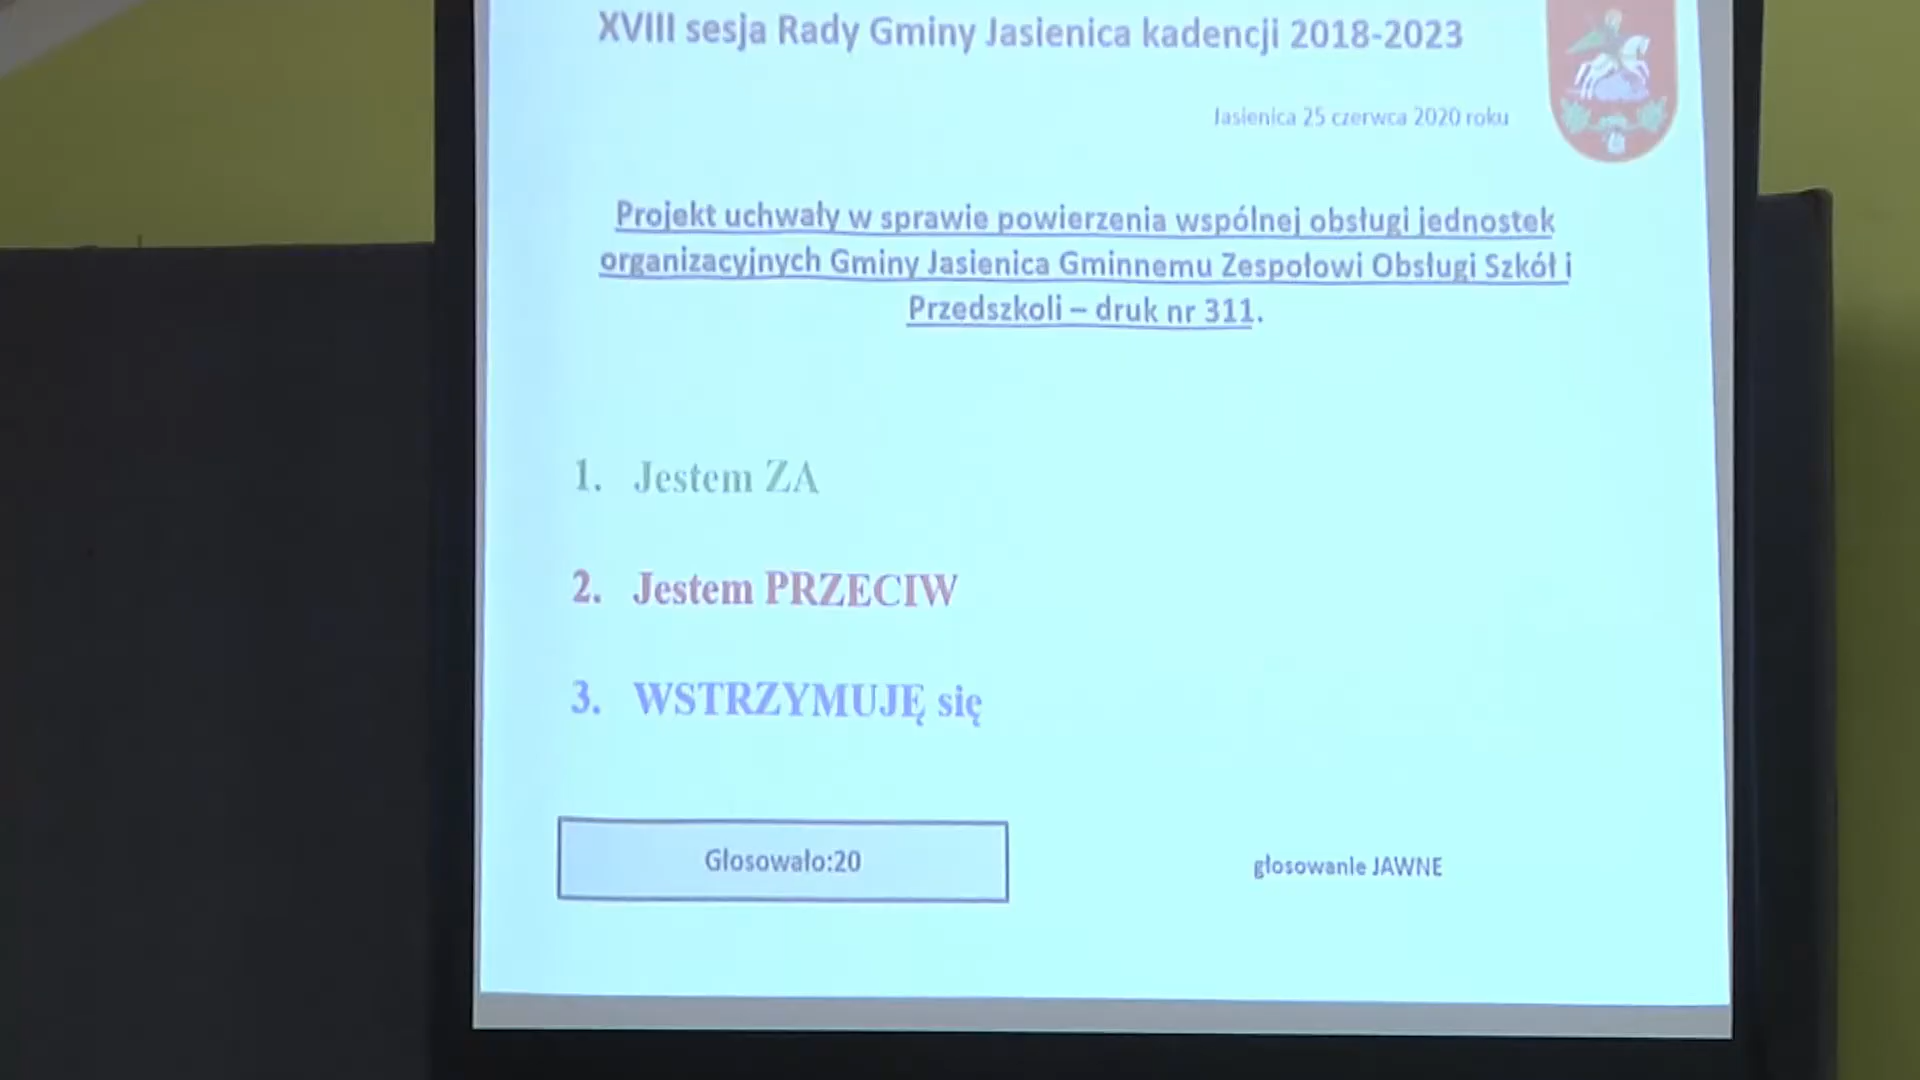 XVIII sesja Rady Gminy Jasienica kadencji 2018-2023
Jasienica 25 czerwca 2020 roku
Projekt uchwały w sprawie powierzenia wspólnej obsługi jednostek
organizacyjnych Gminy Jasienica Gminnemu Zespołowi Obsługi Szkół i
Przedszkoli – druk nr 311.
1. Jestem ZA
2. Jestem PRZECIW
3. WSTRZYMUJĘ się
Głosowało:20
głosowanie JAWNE